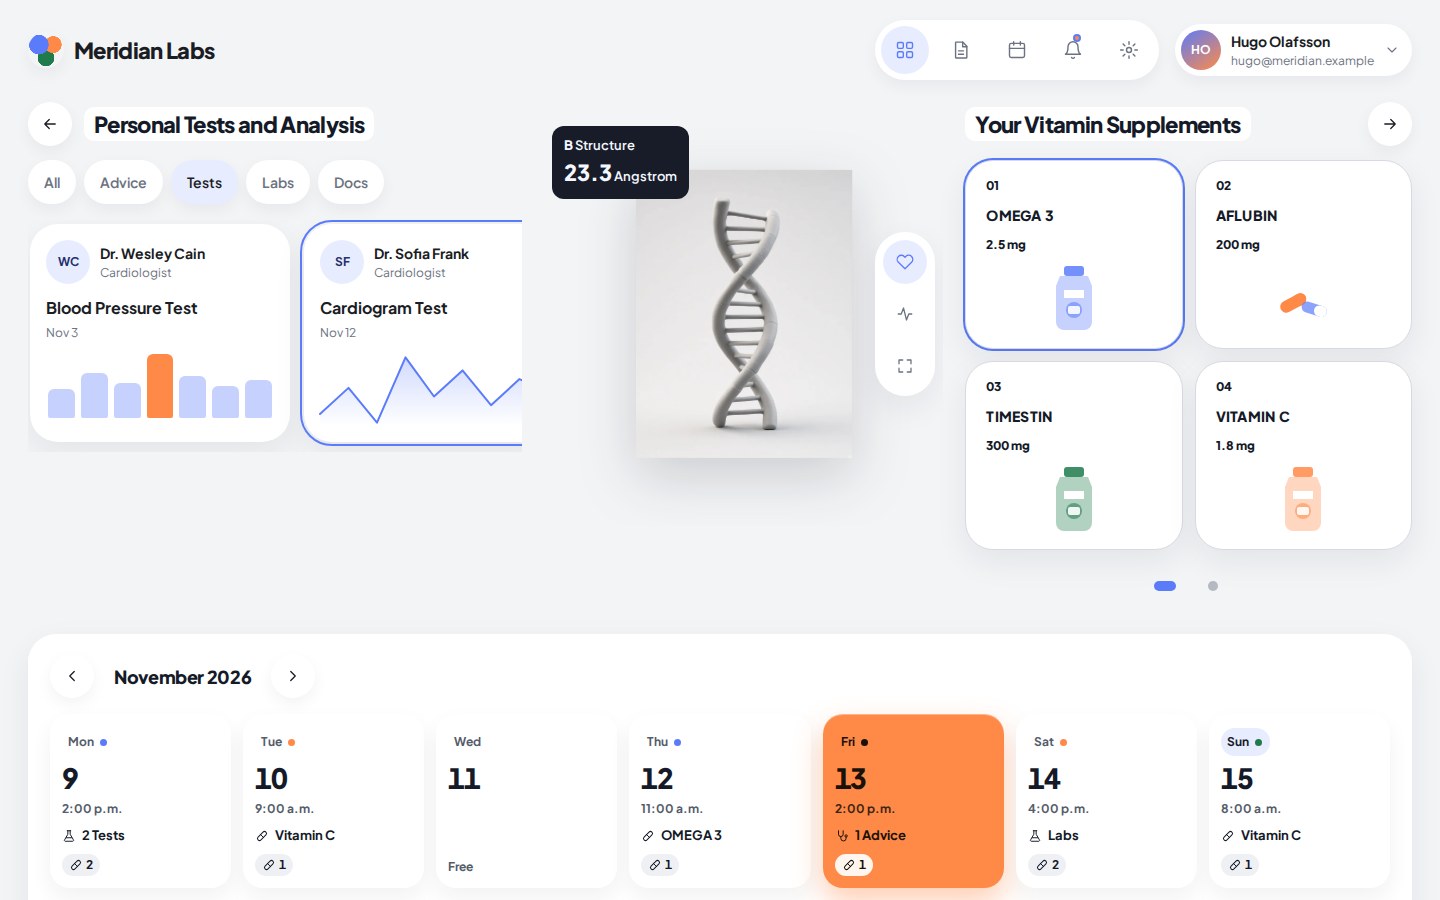 Meridian Labs
HO
Hugo Olafsson
hugo@meridian.example
Personal Tests and Analysis
All
Advice
Tests
Labs
Docs
WC
Dr. Wesley Cain
Cardiologist
Blood Pressure Test
Nov 3
SF
Dr. Sofia Frank
Cardiologist
Cardiogram Test
Nov 12
B Structure
23.3 Angstrom
Your Vitamin Supplements
01
OMEGA 3
2.5 mg
02
AFLUBIN
200 mg
03
TIMESTIN
300 mg
04
VITAMIN C
1.8 mg
November 2026
Mon
9
2:00 p.m.
2 Tests
2
Tue
10
9:00 a.m.
Vitamin C
1
Wed
11
Free
Thu
12
11:00 a.m.
OMEGA 3
1
Fri
13
2:00 p.m.
1 Advice
1
Sat
14
4:00 p.m.
Labs
2
Sun
15
8:00 a.m.
Vitamin C
1